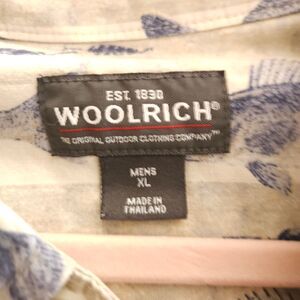 EST. 1830
WOOLRICH®
THE ORIGINAL OUTDOOR CLOTHING COMPANY®
MENS
XL
MADE IN
THAILAND